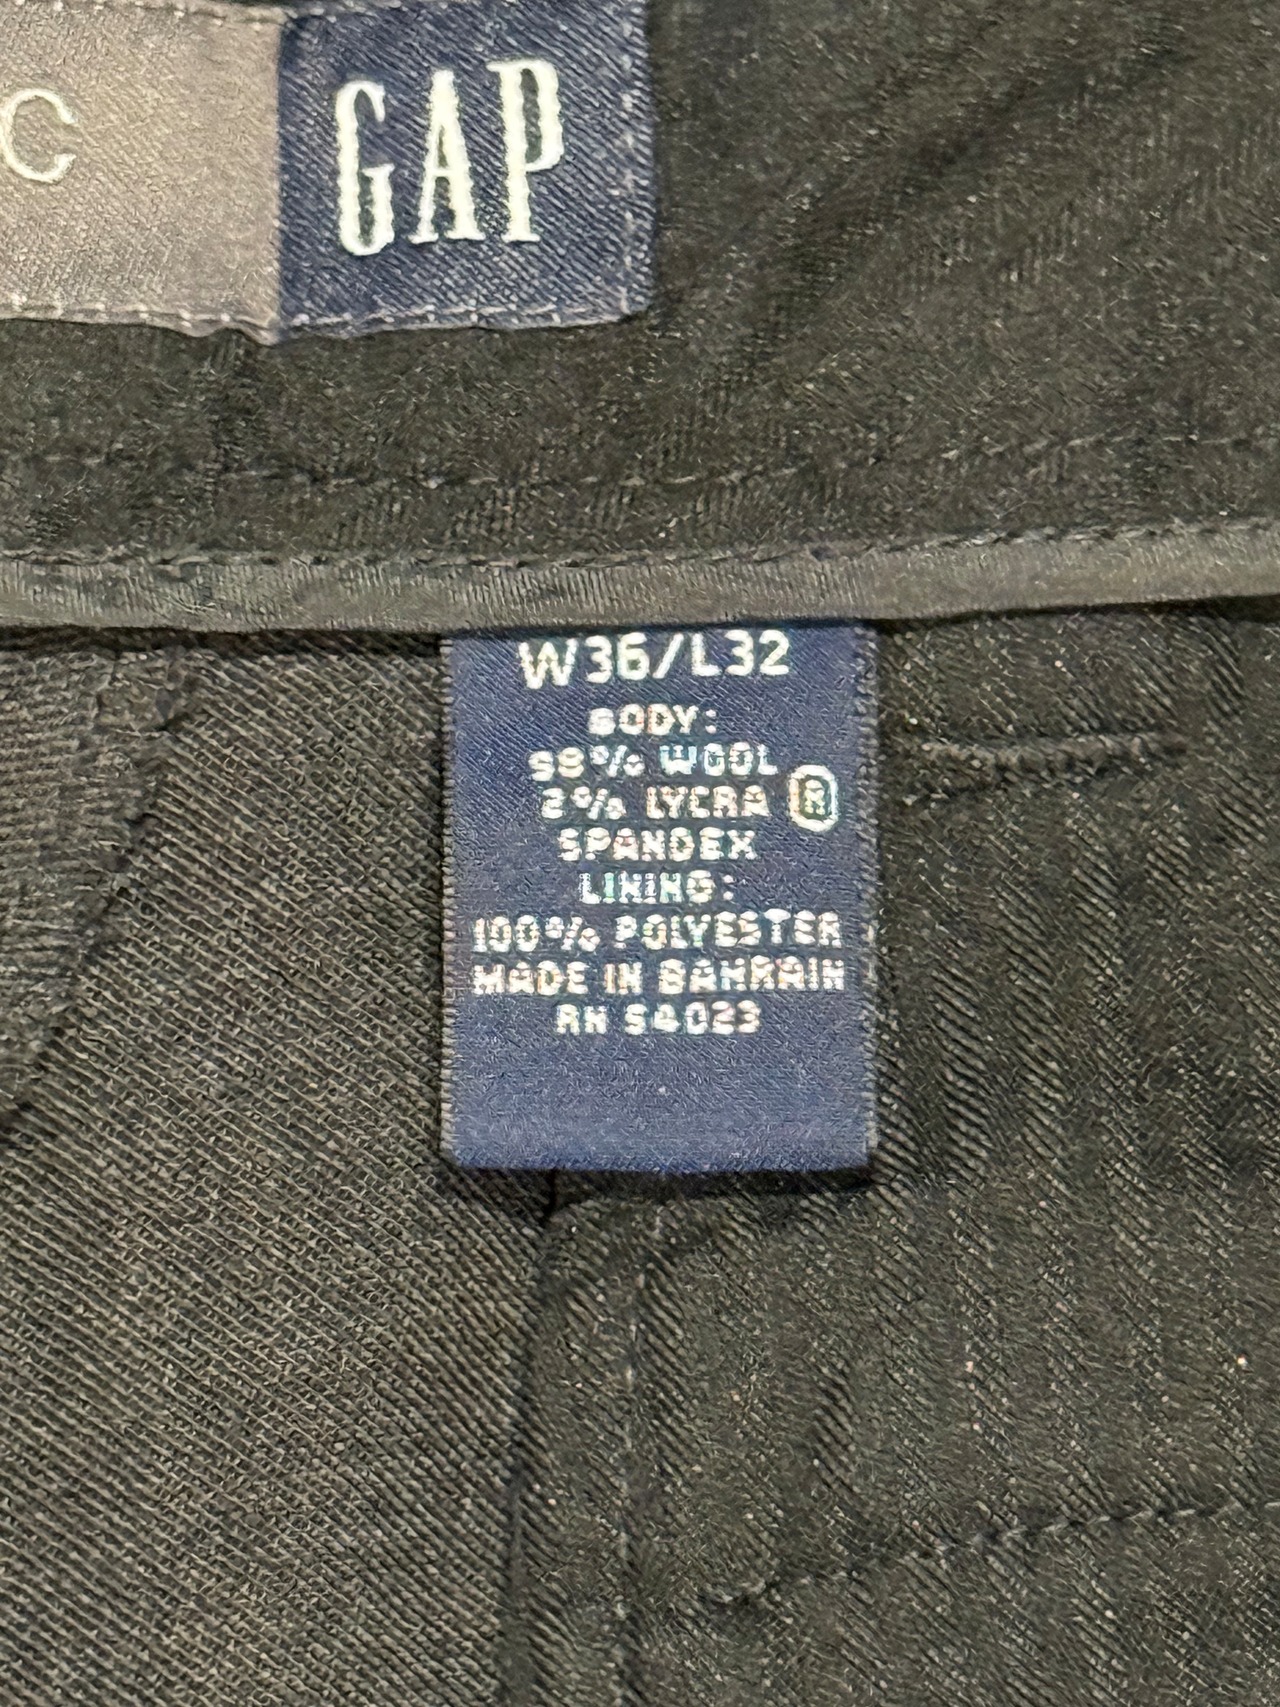 C
GAP
W36/L32
BODY:
98% WOOL
2% LYCRA ®
SPANDEX
LINING:
100% POLYESTER
MADE IN BAHRAIN
RN 54023